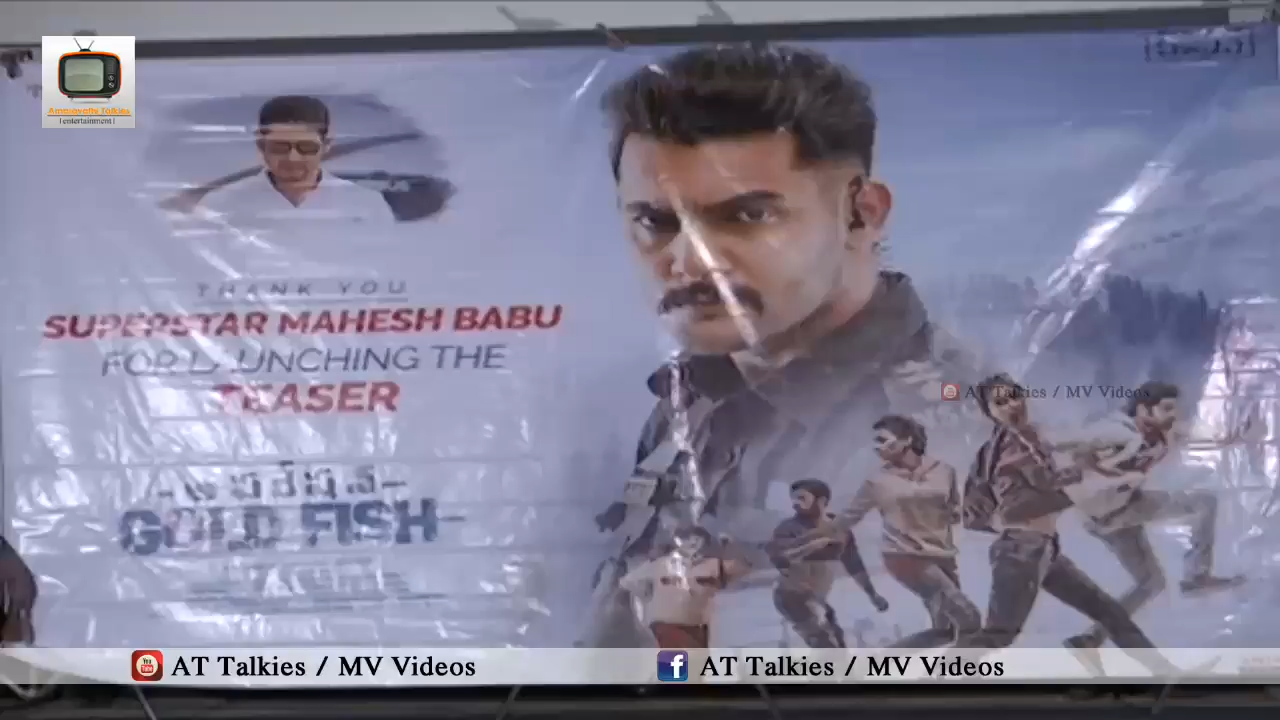 Amaravathi Talkies
| entertainment |
THANK YOU
SUPERSTAR MAHESH BABU
FOR LAUNCHING THE
TEASER
GOLD FISH
AT Talkies / MV Videos
AT Talkies / MV Videos
AT Talkies / MV Videos